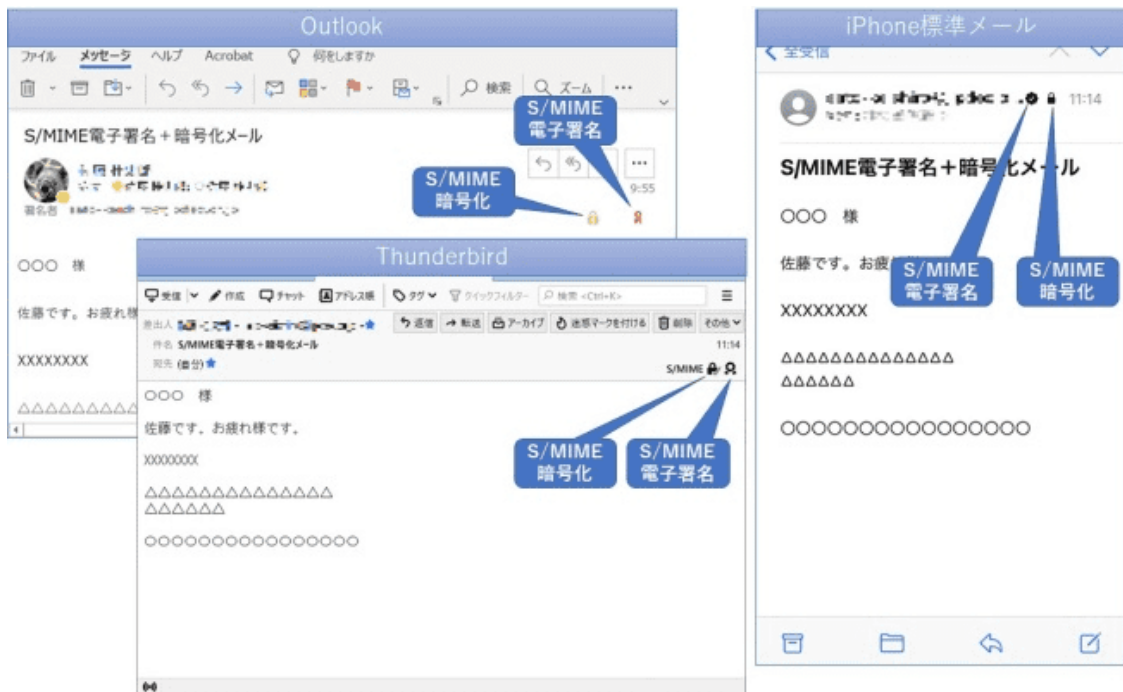 Outlook
ファイル メッセージ ヘルプ Acrobat 何をしますか
検索 ズーム ...
S/MIME
電子署名
S/MIME電子署名+暗号化メール
S/MIME
暗号化
...
9:55
署名者
○○○ 様
佐藤です。お疲れ様
XXXXXXXX
△△△△△△△△△
Thunderbird
受信 作成 チャット アドレス帳 タグ クイックフィルター 検索 <Ctrl+K>
差出人
返信 転送 アーカイブ 迷惑マークを付ける 削除 その他
件名 S/MIME電子署名+暗号化メール 11:14
宛先 (自分)
S/MIME
○○○ 様
佐藤です。お疲れ様です。
S/MIME
暗号化
S/MIME
電子署名
XXXXXXXX
△△△△△△△△△△△△△△
△△△△△△
○○○○○○○○○○○○○○○○
iPhone標準メール
全受信
11:14
S/MIME電子署名+暗号化メール
○○○ 様
佐藤です。お疲
S/MIME
電子署名
S/MIME
暗号化
XXXXXXXX
△△△△△△△△△△△△△△
△△△△△△
○○○○○○○○○○○○○○○○